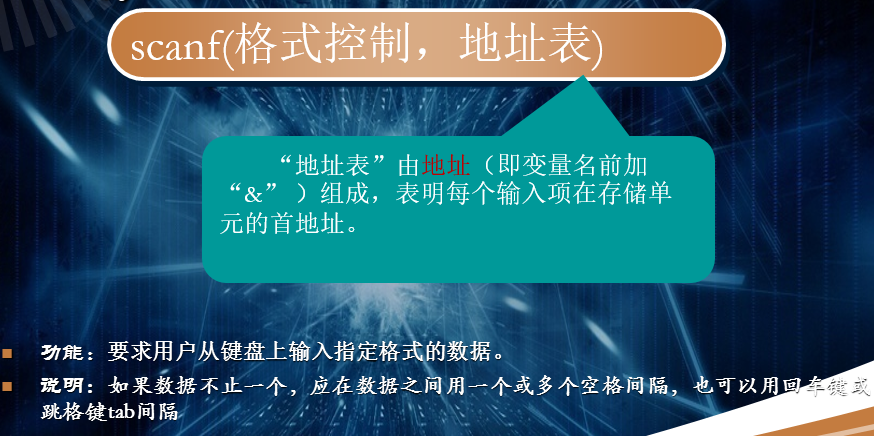 scanf(格式控制，地址表)
“地址表”由地址（即变量名前加
“&” ）组成，表明每个输入项在存储单
元的首地址。
功能：要求用户从键盘上输入指定格式的数据。
说明：如果数据不止一个，应在数据之间用一个或多个空格间隔，也可以用回车键或
跳格键tab间隔